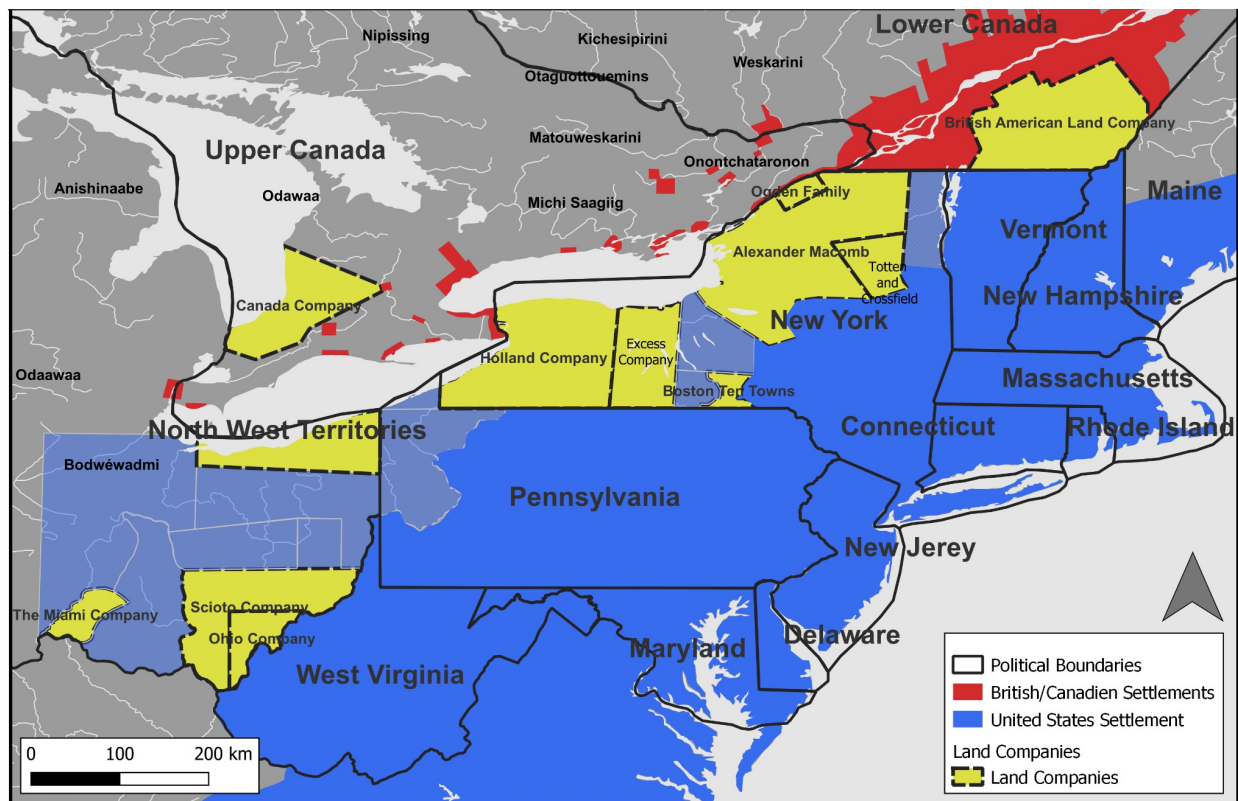 Lower Canada
Nipissing
Kichesipirini
Weskarini
Otaguottouemins
British American Land Company
Matouweskarini
Upper Canada
Onontchataronon
Anishinaabe
Odawaa
Ogden Family
Maine
Michi Saagiig
Vermont
Alexander Macomb
Totten
and
Crossfield
Canada Company
New Hampshire
New York
Excess
Company
Holland Company
Odaawaa
Massachusetts
Boston Ten Towns
North West Territories
Connecticut
Rhode Island
Bodwéwadmi
Pennsylvania
New Jerey
The Miami Company
Scioto Company
Ohio Company
Maryland
Delaware
West Virginia
Political Boundaries
British/Canadien Settlements
United States Settlement
Land Companies
Land Companies
0 100 200 km